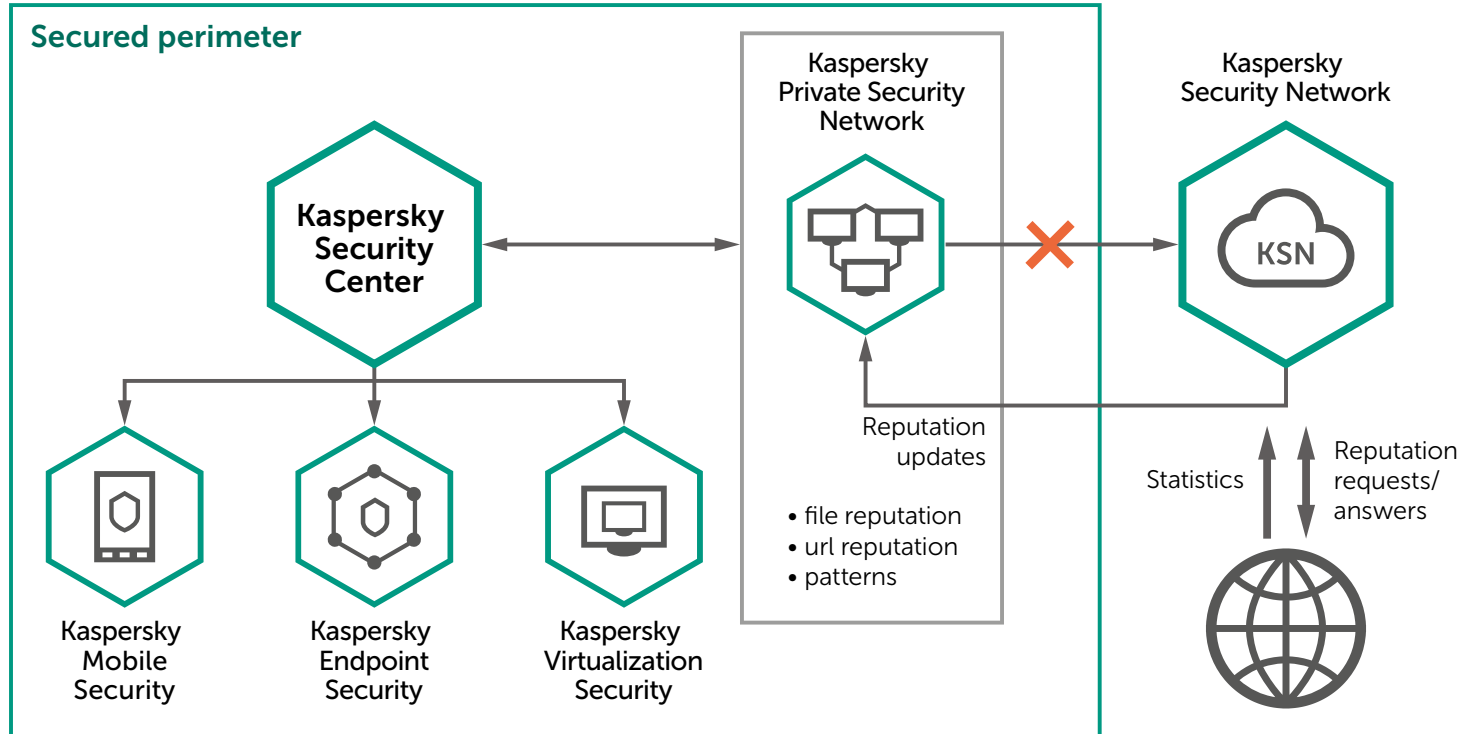 Secured perimeter
Kaspersky
Private Security
Network
Kaspersky
Security Network
Kaspersky
Security
Center
KSN
Reputation
updates
• file reputation
• url reputation
• patterns
Statistics
Reputation
requests/
answers
Kaspersky
Mobile
Security
Kaspersky
Endpoint
Security
Kaspersky
Virtualization
Security